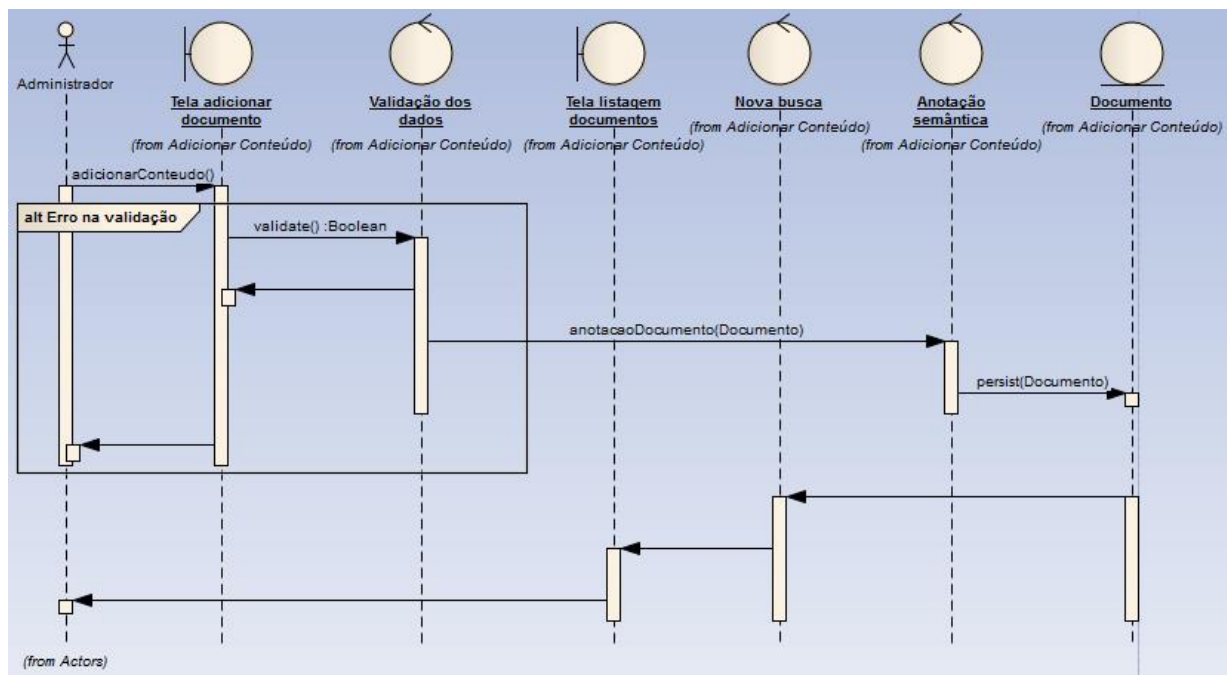 Administrador
Tela adicionar
documento
(from Adicionar Conteúdo)
Validação dos
dados
(from Adicionar Conteúdo)
Tela listagem
documentos
(from Adicionar Conteúdo)
Nova busca
(from Adicionar Conteúdo)
Anotação
semântica
(from Adicionar Conteúdo)
Documento
(from Adicionar Conteúdo)
adicionarConteudo()
alt Erro na validação
validate() :Boolean
anotacaoDocumento(Documento)
persist(Documento)
(from Actors)